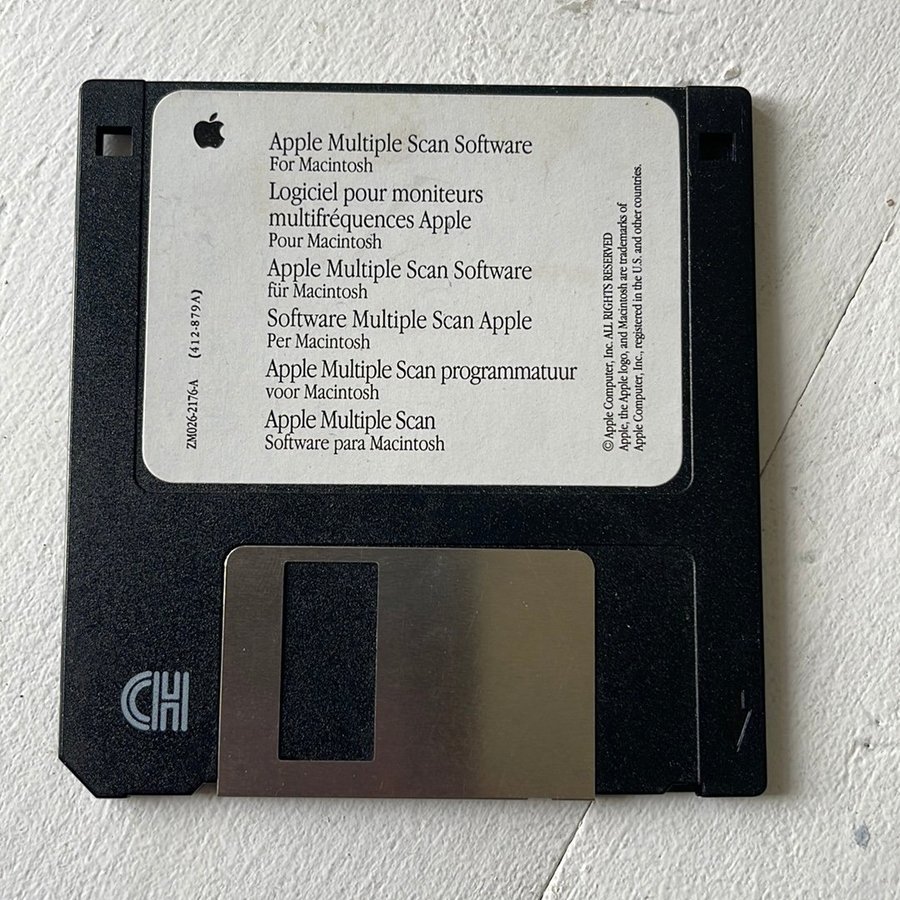 Apple Multiple Scan Software
For Macintosh
Logiciel pour moniteurs
multifréquences Apple
Pour Macintosh
Apple Multiple Scan Software
für Macintosh
Software Multiple Scan Apple
Per Macintosh
Apple Multiple Scan programmatuur
voor Macintosh
Apple Multiple Scan
Software para Macintosh
ZM026-2176-A (412-879A)
© Apple Computer, Inc. ALL RIGHTS RESERVED
Apple, the Apple logo, and Macintosh are trademarks of
Apple Computer, Inc., registered in the U.S. and other countries.
CH